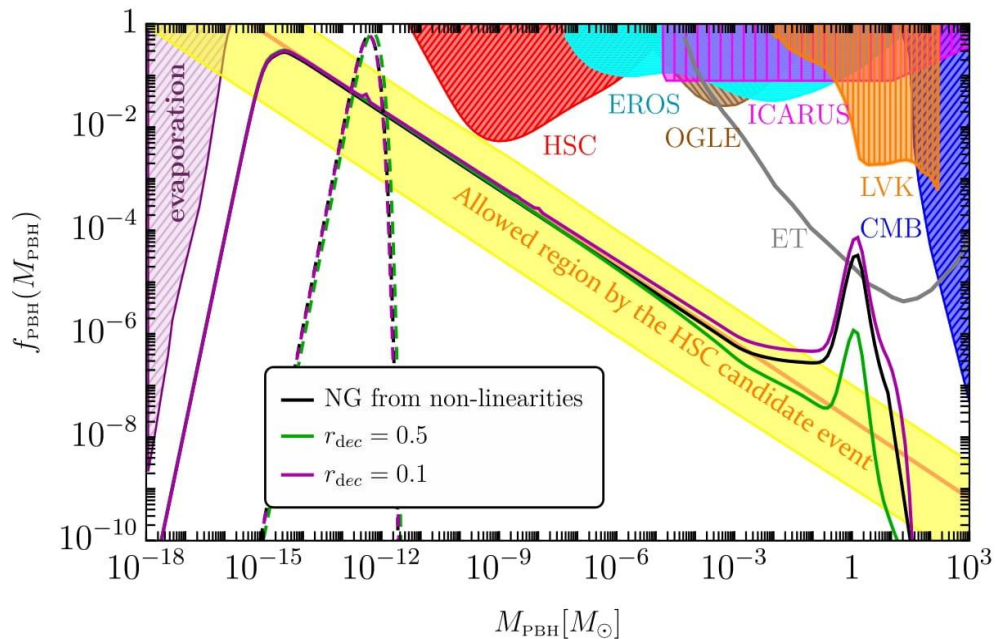 1
10⁻²
10⁻⁴
10⁻⁶
10⁻⁸
10⁻¹⁰
f_PBH(M_PBH)
evaporation
HSC
EROS
OGLE
ICARUS
LVK
CMB
ET
Allowed region by the HSC candidate event
NG from non-linearities
r_dec = 0.5
r_dec = 0.1
10⁻¹⁸ 10⁻¹⁵ 10⁻¹² 10⁻⁹ 10⁻⁶ 10⁻³ 1 10³
M_PBH[M_⊙]